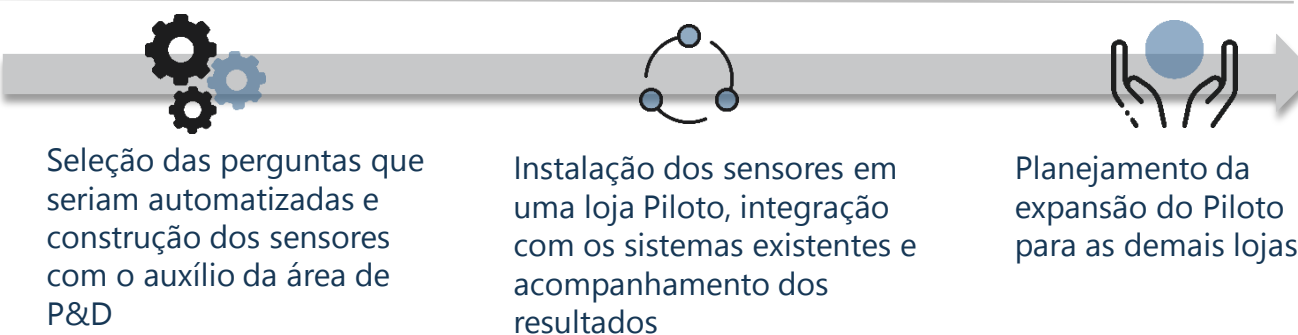 Seleção das perguntas que
seriam automatizadas e
construção dos sensores
com o auxílio da área de
P&D
Instalação dos sensores em
uma loja Piloto, integração
com os sistemas existentes e
acompanhamento dos
resultados
Planejamento da
expansão do Piloto
para as demais lojas